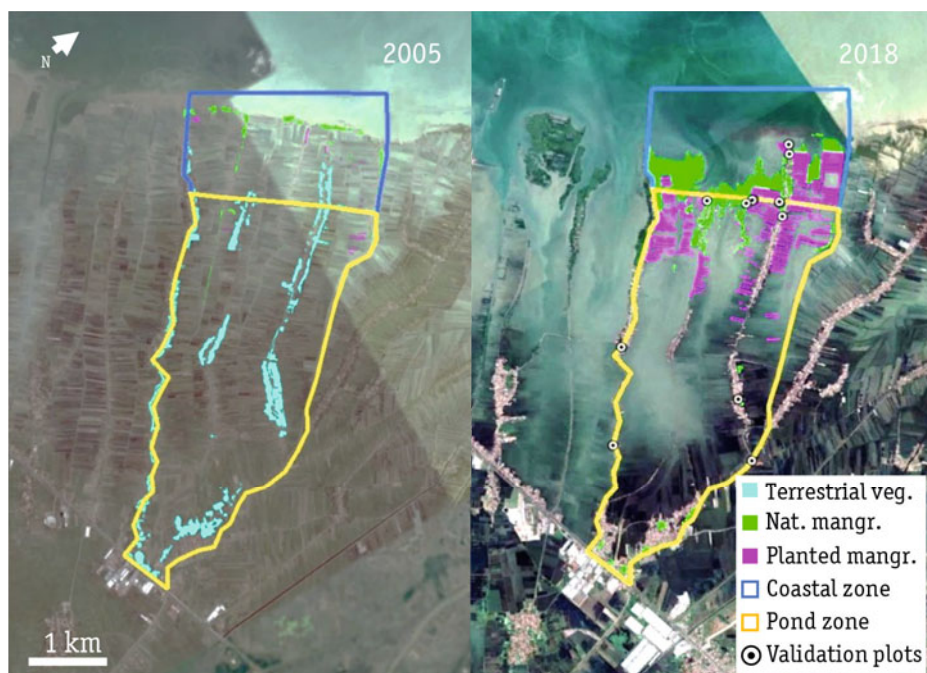 2005
N
1 km
2018
Terrestrial veg.
Nat. mangr.
Planted mangr.
Coastal zone
Pond zone
Validation plots